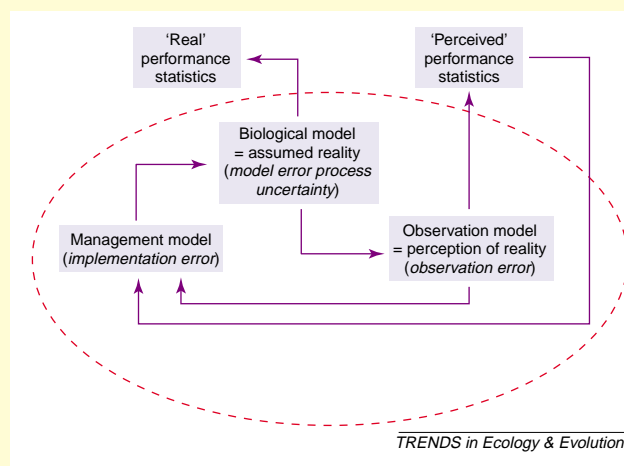 ‘Real’
performance
statistics
‘Perceived’
performance
statistics
Biological model
= assumed reality
(model error process
uncertainty)
Management model
(implementation error)
Observation model
= perception of reality
(observation error)
TRENDS in Ecology & Evolution